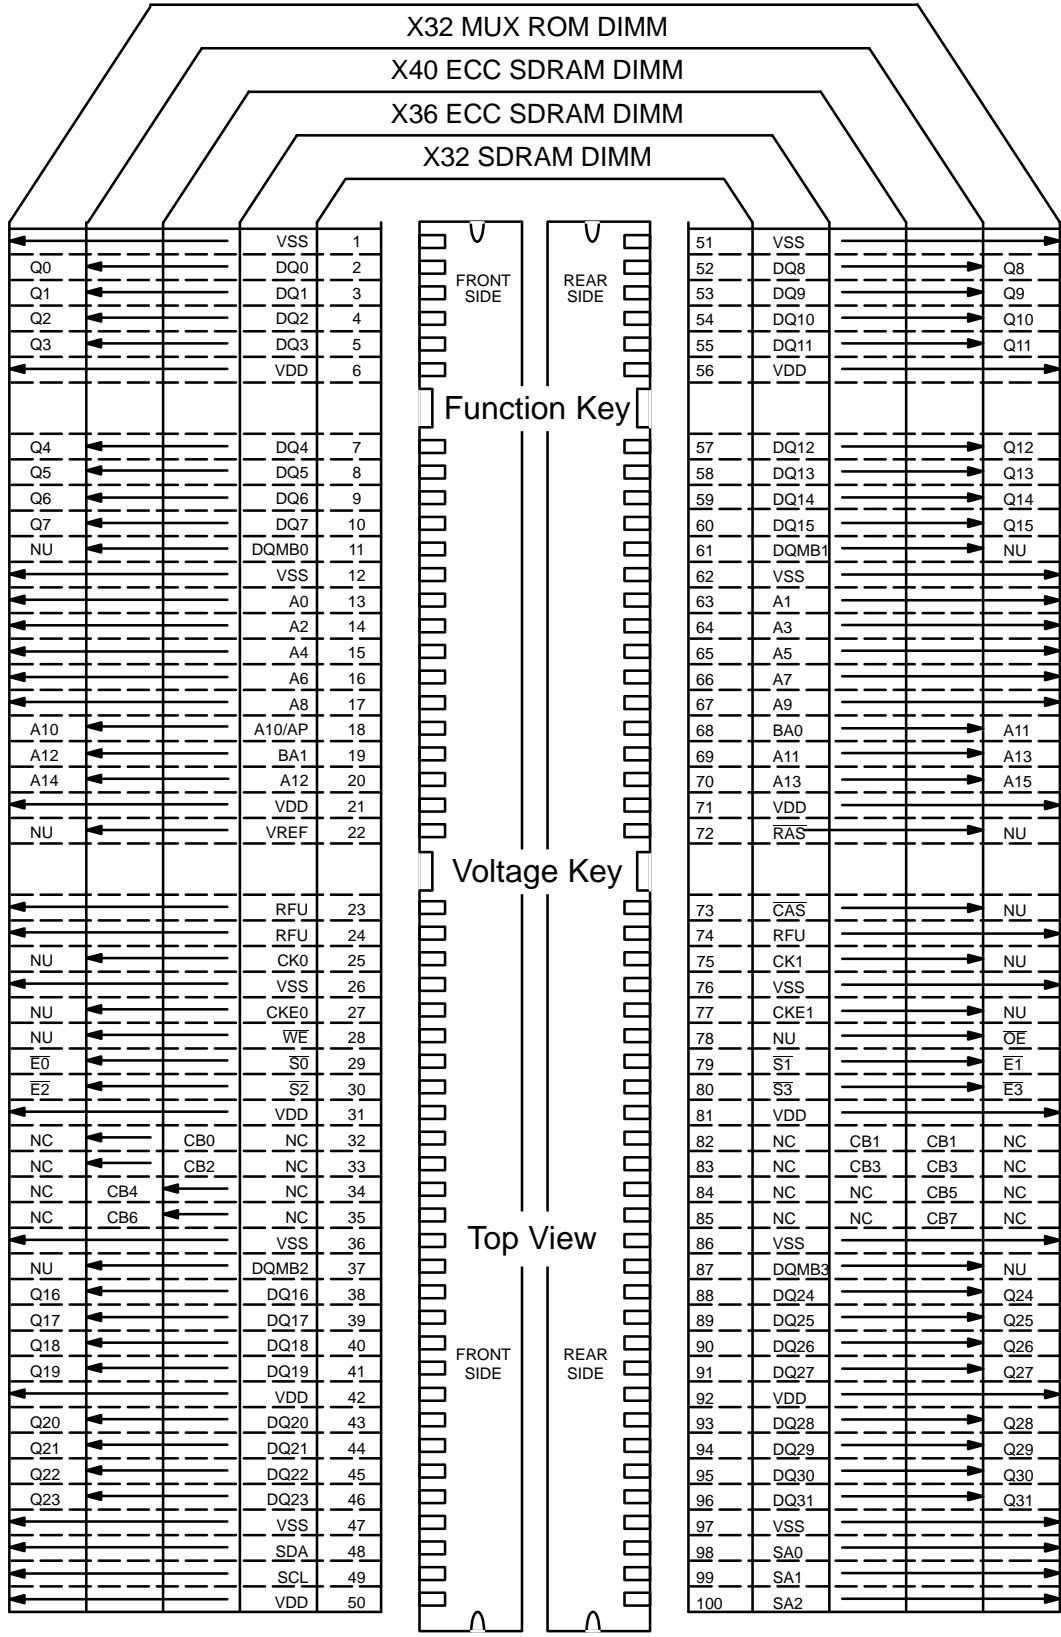 X32 MUX ROM DIMM
X40 ECC SDRAM DIMM
X36 ECC SDRAM DIMM
X32 SDRAM DIMM
VSS 1 51 VSS
Q0 DQ0 2 FRONT SIDE REAR SIDE 52 DQ8 Q8
Q1 DQ1 3 53 DQ9 Q9
Q2 DQ2 4 54 DQ10 Q10
Q3 DQ3 5 55 DQ11 Q11
VDD 6 56 VDD
Function Key
Q4 DQ4 7 57 DQ12 Q12
Q5 DQ5 8 58 DQ13 Q13
Q6 DQ6 9 59 DQ14 Q14
Q7 DQ7 10 60 DQ15 Q15
NU DQMB0 11 61 DQMB1 NU
VSS 12 62 VSS
A0 13 63 A1
A2 14 64 A3
A4 15 65 A5
A6 16 66 A7
A8 17 67 A9
A10 A10/AP 18 68 BA0 A11
A12 BA1 19 69 A11 A13
A14 A12 20 70 A13 A15
VDD 21 71 VDD
NU VREF 22 72 R̅A̅S̅ NU
Voltage Key
RFU 23 73 C̅A̅S̅ NU
RFU 24 74 RFU
NU CK0 25 75 CK1 NU
VSS 26 76 VSS
NU CKE0 27 77 CKE1 NU
NU W̅E̅ 28 78 NU O̅E̅
E̅0̅ S̅0̅ 29 79 S̅1̅ E̅1̅
E̅2̅ S̅2̅ 30 80 S̅3̅ E̅3̅
VDD 31 81 VDD
NC CB0 NC 32 82 NC CB1 CB1 NC
NC CB2 NC 33 83 NC CB3 CB3 NC
NC CB4 NC 34 84 NC NC CB5 NC
NC CB6 NC 35 85 NC NC CB7 NC
VSS 36 Top View 86 VSS
NU DQMB2 37 87 DQMB3 NU
Q16 DQ16 38 88 DQ24 Q24
Q17 DQ17 39 89 DQ25 Q25
Q18 DQ18 40 90 DQ26 Q26
Q19 DQ19 41 FRONT SIDE REAR SIDE 91 DQ27 Q27
VDD 42 92 VDD
Q20 DQ20 43 93 DQ28 Q28
Q21 DQ21 44 94 DQ29 Q29
Q22 DQ22 45 95 DQ30 Q30
Q23 DQ23 46 96 DQ31 Q31
VSS 47 97 VSS
SDA 48 98 SA0
SCL 49 99 SA1
VDD 50 100 SA2